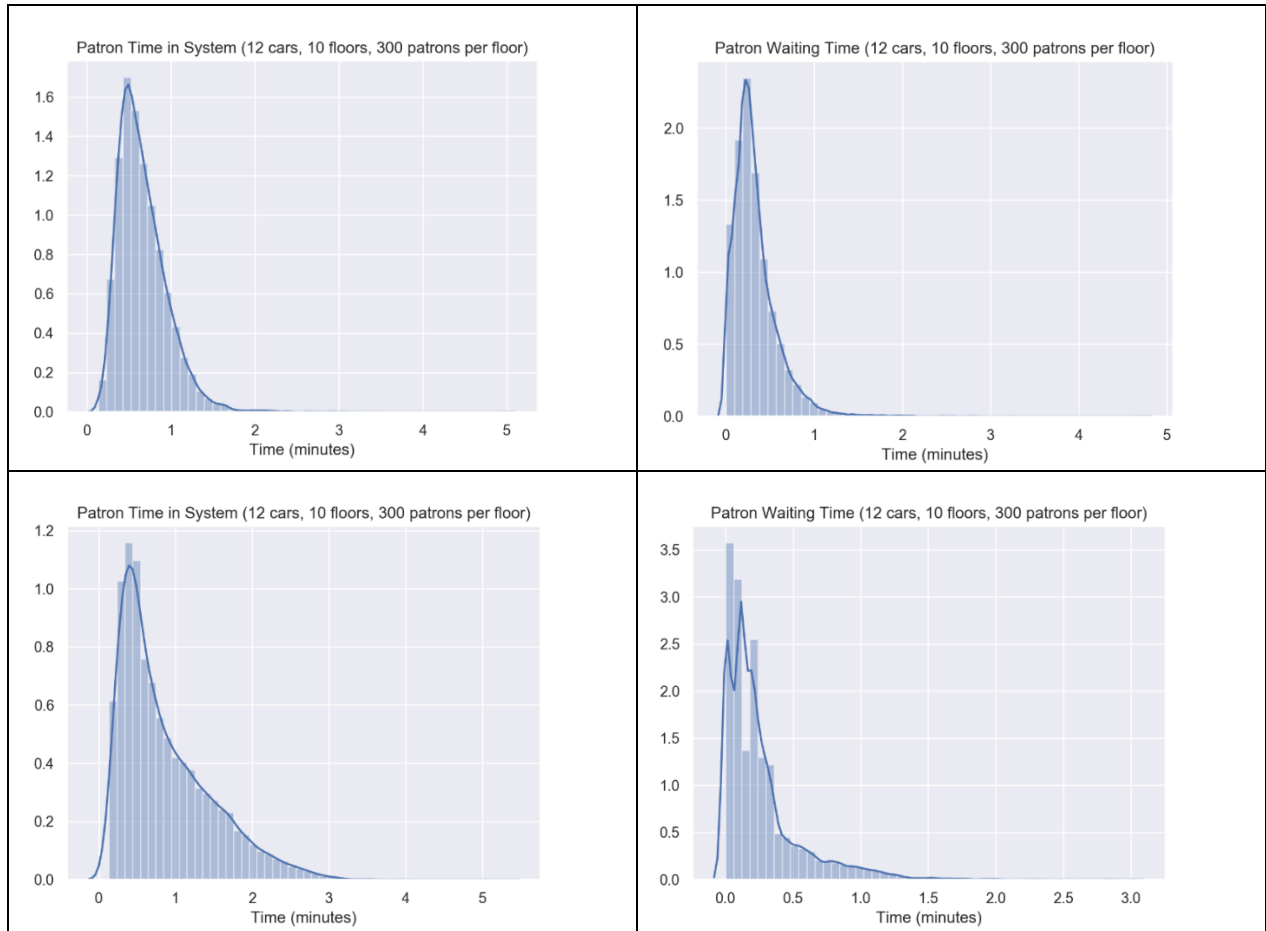 Patron Time in System (12 cars, 10 floors, 300 patrons per floor)
1.6
1.4
1.2
1.0
0.8
0.6
0.4
0.2
0.0
0 1 2 3 4 5
Time (minutes)
Patron Waiting Time (12 cars, 10 floors, 300 patrons per floor)
2.0
1.5
1.0
0.5
0.0
0 1 2 3 4 5
Time (minutes)
Patron Time in System (12 cars, 10 floors, 300 patrons per floor)
1.2
1.0
0.8
0.6
0.4
0.2
0.0
0 1 2 3 4 5
Time (minutes)
Patron Waiting Time (12 cars, 10 floors, 300 patrons per floor)
3.5
3.0
2.5
2.0
1.5
1.0
0.5
0.0
0.0 0.5 1.0 1.5 2.0 2.5 3.0
Time (minutes)